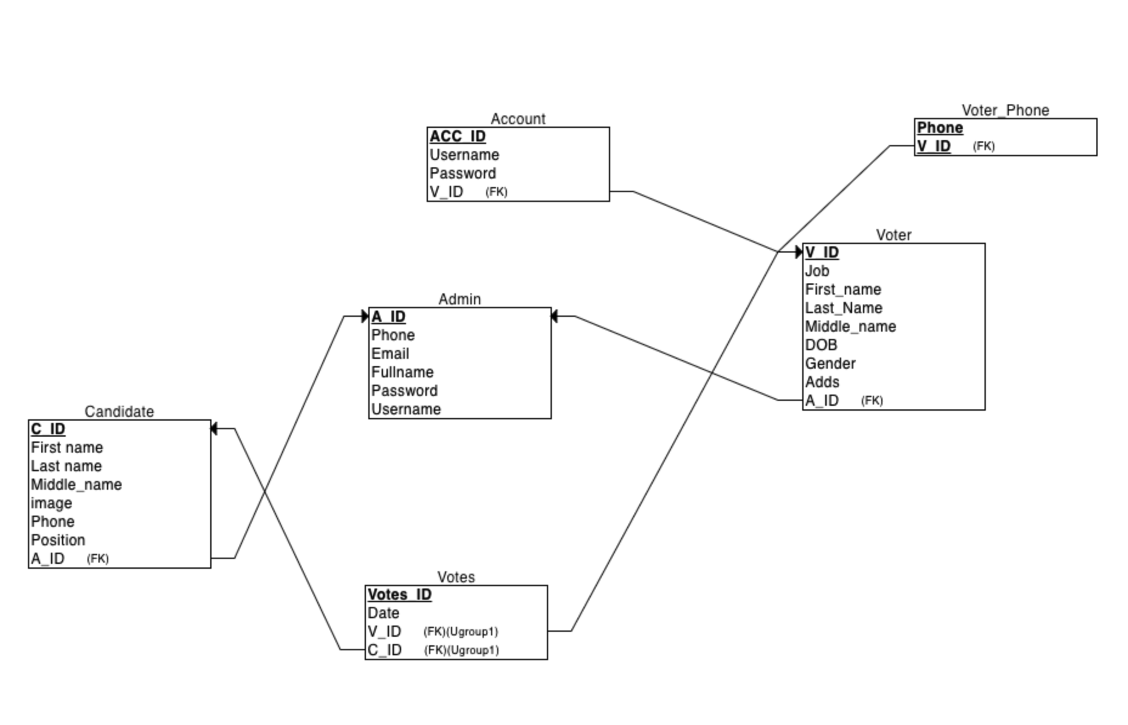 Account
ACC_ID
Username
Password
V_ID (FK)
Voter_Phone
Phone
V_ID (FK)
Voter
V_ID
Job
First_name
Last_Name
Middle_name
DOB
Gender
Adds
A_ID (FK)
Admin
A_ID
Phone
Email
Fullname
Password
Username
Candidate
C_ID
First name
Last name
Middle_name
image
Phone
Position
A_ID (FK)
Votes
Votes_ID
Date
V_ID (FK)(Ugroup1)
C_ID (FK)(Ugroup1)